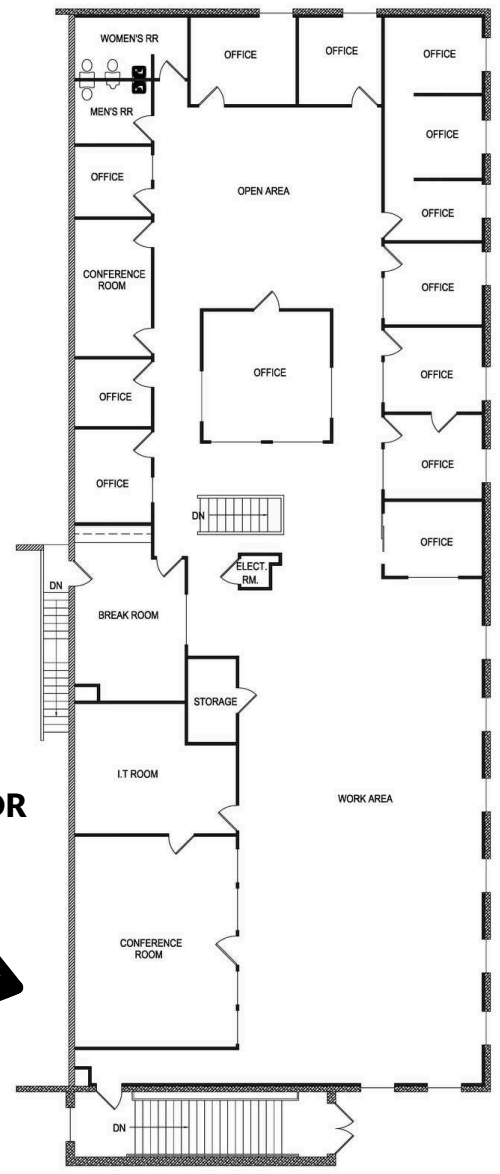 WOMEN'S RR
OFFICE
OFFICE
OFFICE
MEN'S RR
OFFICE
OFFICE
OPEN AREA
OFFICE
CONFERENCE
ROOM
OFFICE
OFFICE
OFFICE
OFFICE
OFFICE
OFFICE
DN
OFFICE
ELECT.
RM.
DN
BREAK ROOM
STORAGE
I.T ROOM
WORK AREA
OR
CONFERENCE
ROOM
DN